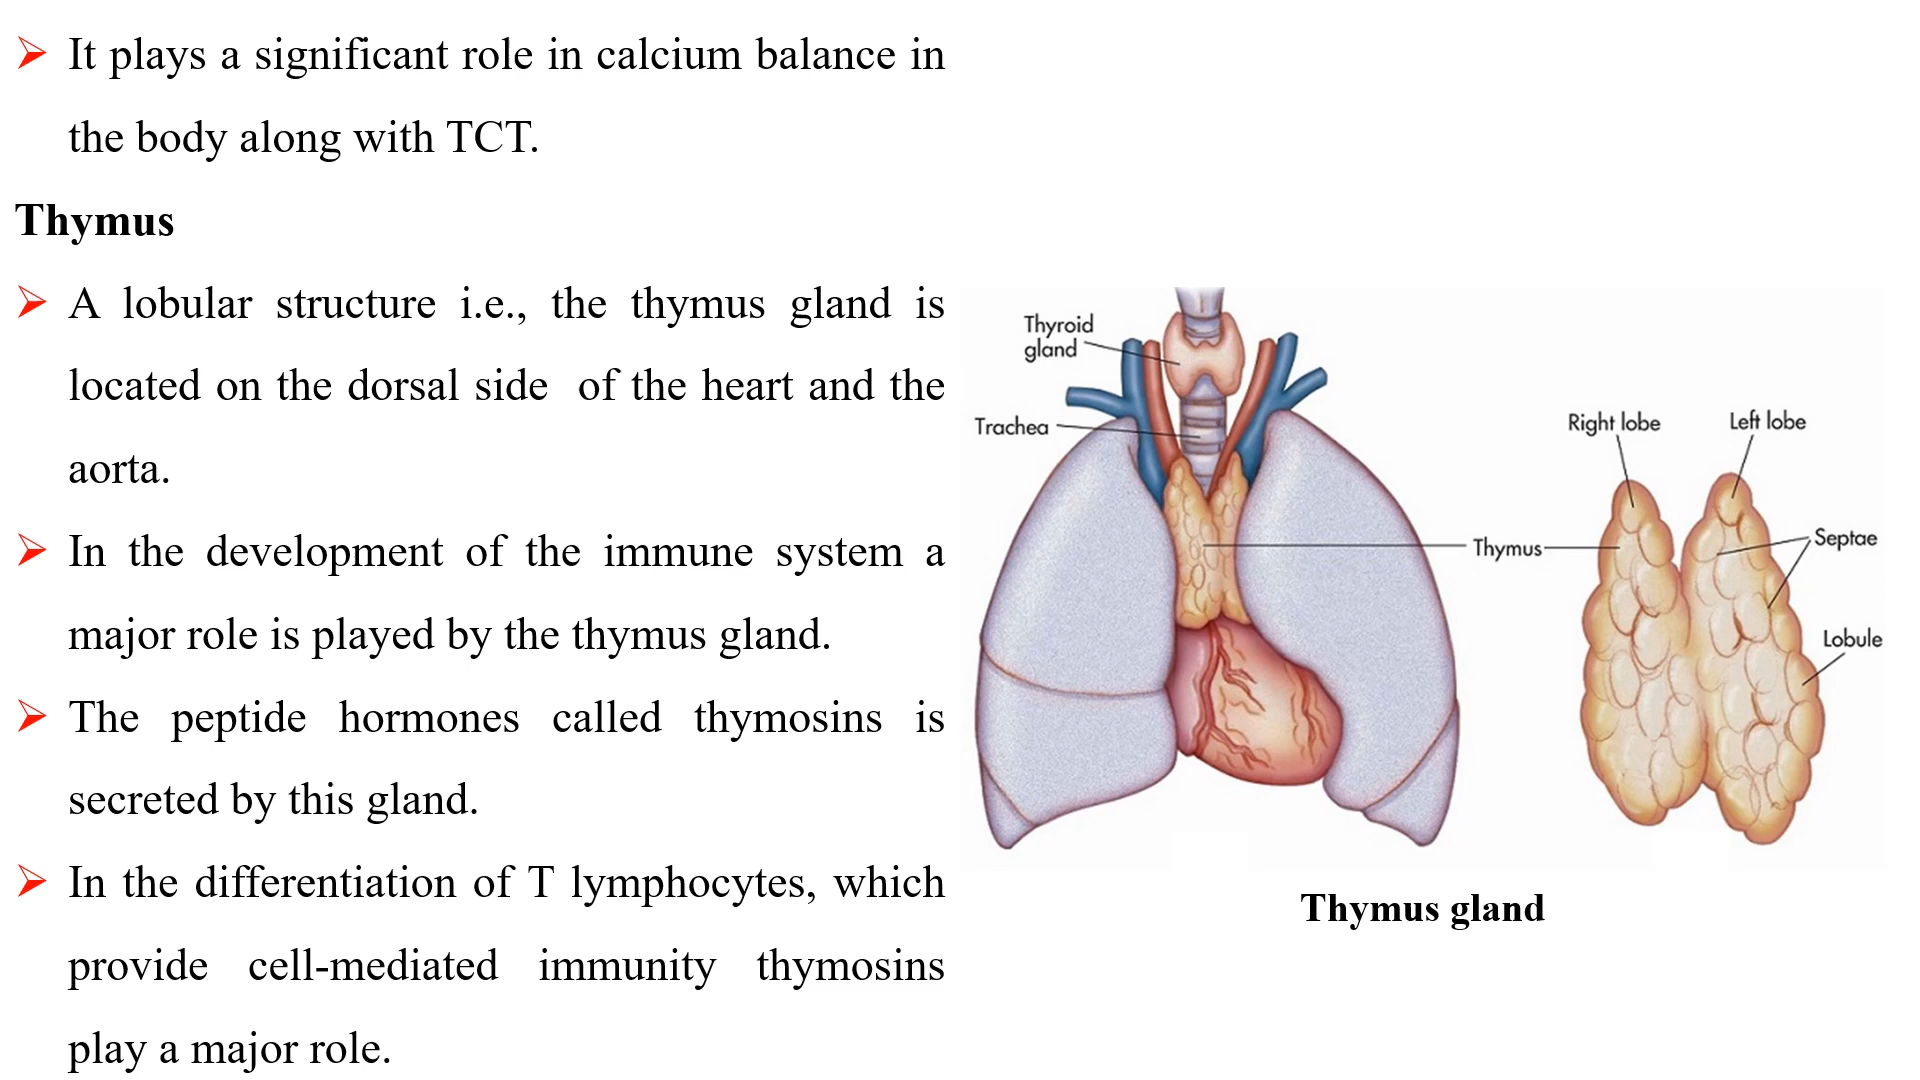 It plays a significant role in calcium balance in
the body along with TCT.
Thymus
A lobular structure i.e., the thymus gland is
located on the dorsal side of the heart and the
aorta.
In the development of the immune system a
major role is played by the thymus gland.
The peptide hormones called thymosins is
secreted by this gland.
In the differentiation of T lymphocytes, which
provide cell-mediated immunity thymosins
play a major role.
Thyroid
gland
Trachea
Thymus
Right lobe
Left lobe
Septae
Lobule
Thymus gland